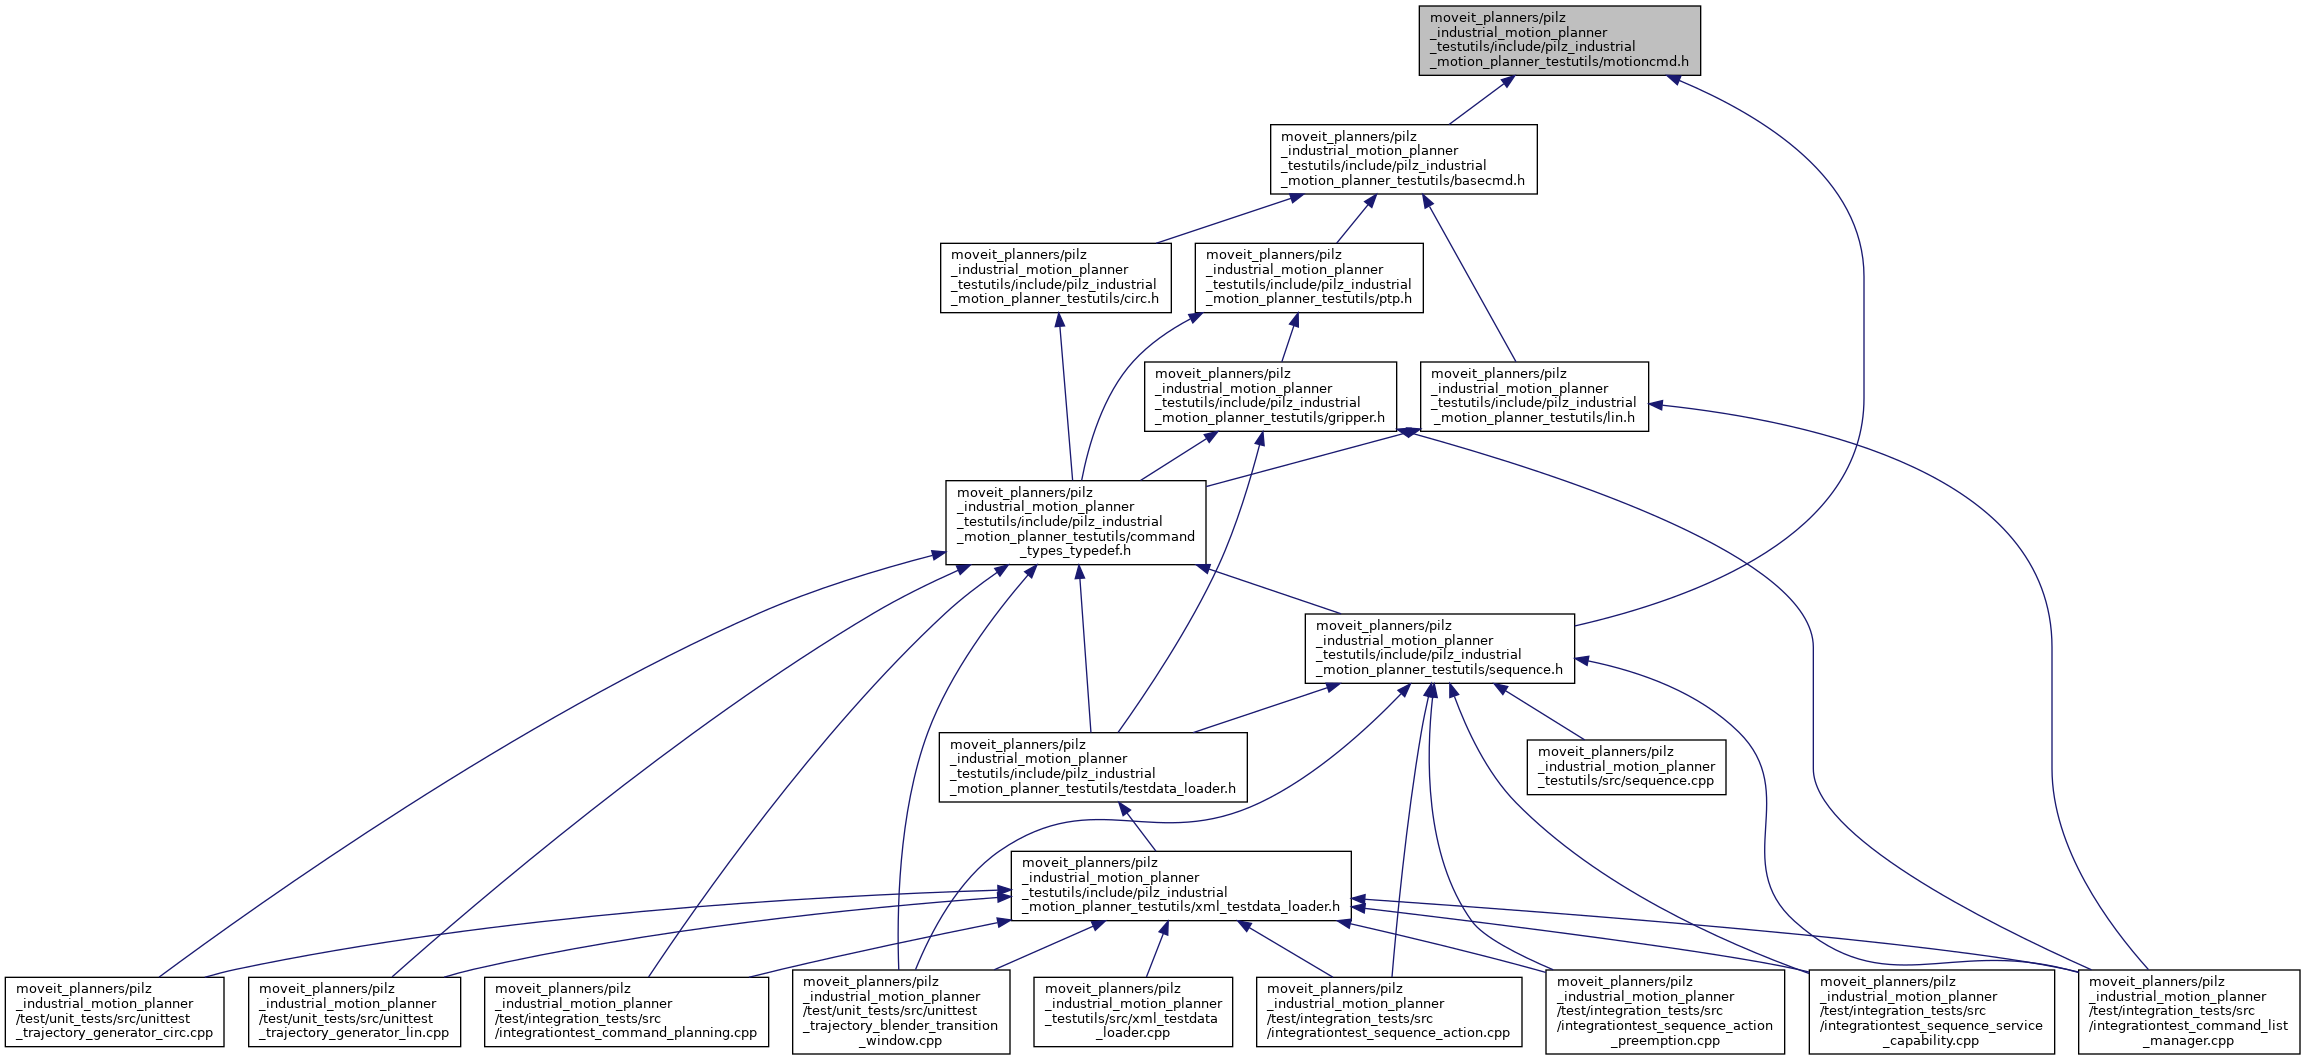 moveit_planners/pilz
_industrial_motion_planner
_testutils/include/pilz_industrial
_motion_planner_testutils/motioncmd.h
moveit_planners/pilz
_industrial_motion_planner
_testutils/include/pilz_industrial
_motion_planner_testutils/basecmd.h
moveit_planners/pilz
_industrial_motion_planner
_testutils/include/pilz_industrial
_motion_planner_testutils/circ.h
moveit_planners/pilz
_industrial_motion_planner
_testutils/include/pilz_industrial
_motion_planner_testutils/ptp.h
moveit_planners/pilz
_industrial_motion_planner
_testutils/include/pilz_industrial
_motion_planner_testutils/gripper.h
moveit_planners/pilz
_industrial_motion_planner
_testutils/include/pilz_industrial
_motion_planner_testutils/lin.h
moveit_planners/pilz
_industrial_motion_planner
_testutils/include/pilz_industrial
_motion_planner_testutils/command
_types_typedef.h
moveit_planners/pilz
_industrial_motion_planner
_testutils/include/pilz_industrial
_motion_planner_testutils/sequence.h
moveit_planners/pilz
_industrial_motion_planner
_testutils/include/pilz_industrial
_motion_planner_testutils/testdata_loader.h
moveit_planners/pilz
_industrial_motion_planner
_testutils/src/sequence.cpp
moveit_planners/pilz
_industrial_motion_planner
_testutils/include/pilz_industrial
_motion_planner_testutils/xml_testdata_loader.h
moveit_planners/pilz
_industrial_motion_planner
/test/unit_tests/src/unittest
_trajectory_generator_circ.cpp
moveit_planners/pilz
_industrial_motion_planner
/test/unit_tests/src/unittest
_trajectory_generator_lin.cpp
moveit_planners/pilz
_industrial_motion_planner
/test/integration_tests/src
/integrationtest_command_planning.cpp
moveit_planners/pilz
_industrial_motion_planner
/test/unit_tests/src/unittest
_trajectory_blender_transition
_window.cpp
moveit_planners/pilz
_industrial_motion_planner
_testutils/src/xml_testdata
_loader.cpp
moveit_planners/pilz
_industrial_motion_planner
/test/integration_tests/src
/integrationtest_sequence_action.cpp
moveit_planners/pilz
_industrial_motion_planner
/test/integration_tests/src
/integrationtest_sequence_action
_preemption.cpp
moveit_planners/pilz
_industrial_motion_planner
/test/integration_tests/src
/integrationtest_sequence_service
_capability.cpp
moveit_planners/pilz
_industrial_motion_planner
/test/integration_tests/src
/integrationtest_command_list
_manager.cpp